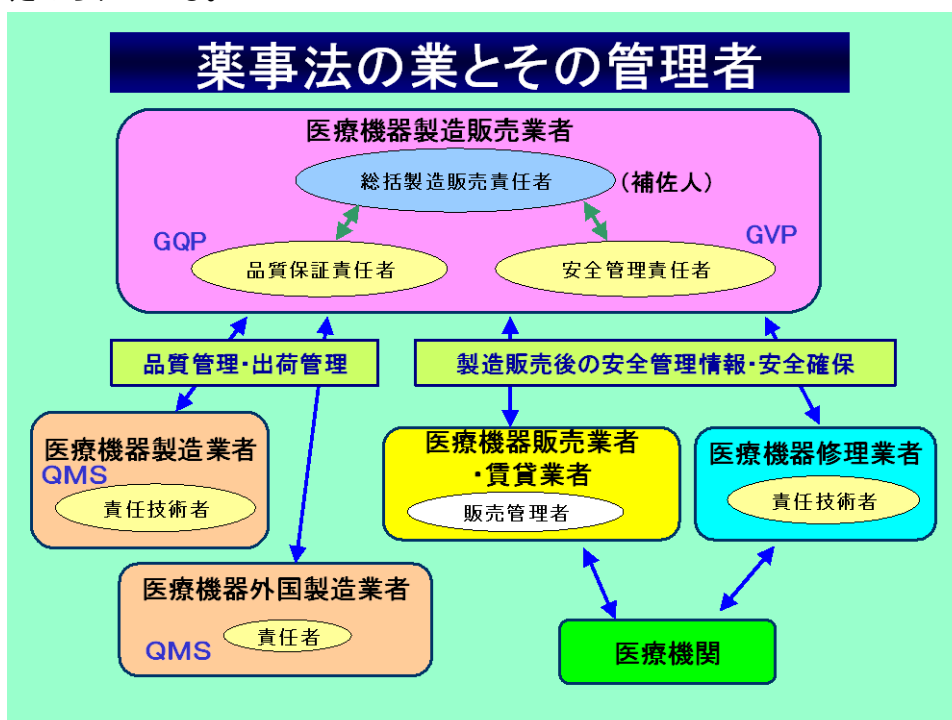 薬事法の業とその管理者
医療機器製造販売業者
総括製造販売責任者
(補佐人)
GQP
GVP
品質保証責任者
安全管理責任者
品質管理・出荷管理
製造販売後の安全管理情報・安全確保
医療機器製造業者
QMS
責任技術者
医療機器販売業者
・賃貸業者
販売管理者
医療機器修理業者
責任技術者
医療機器外国製造業者
責任者
QMS
医療機関